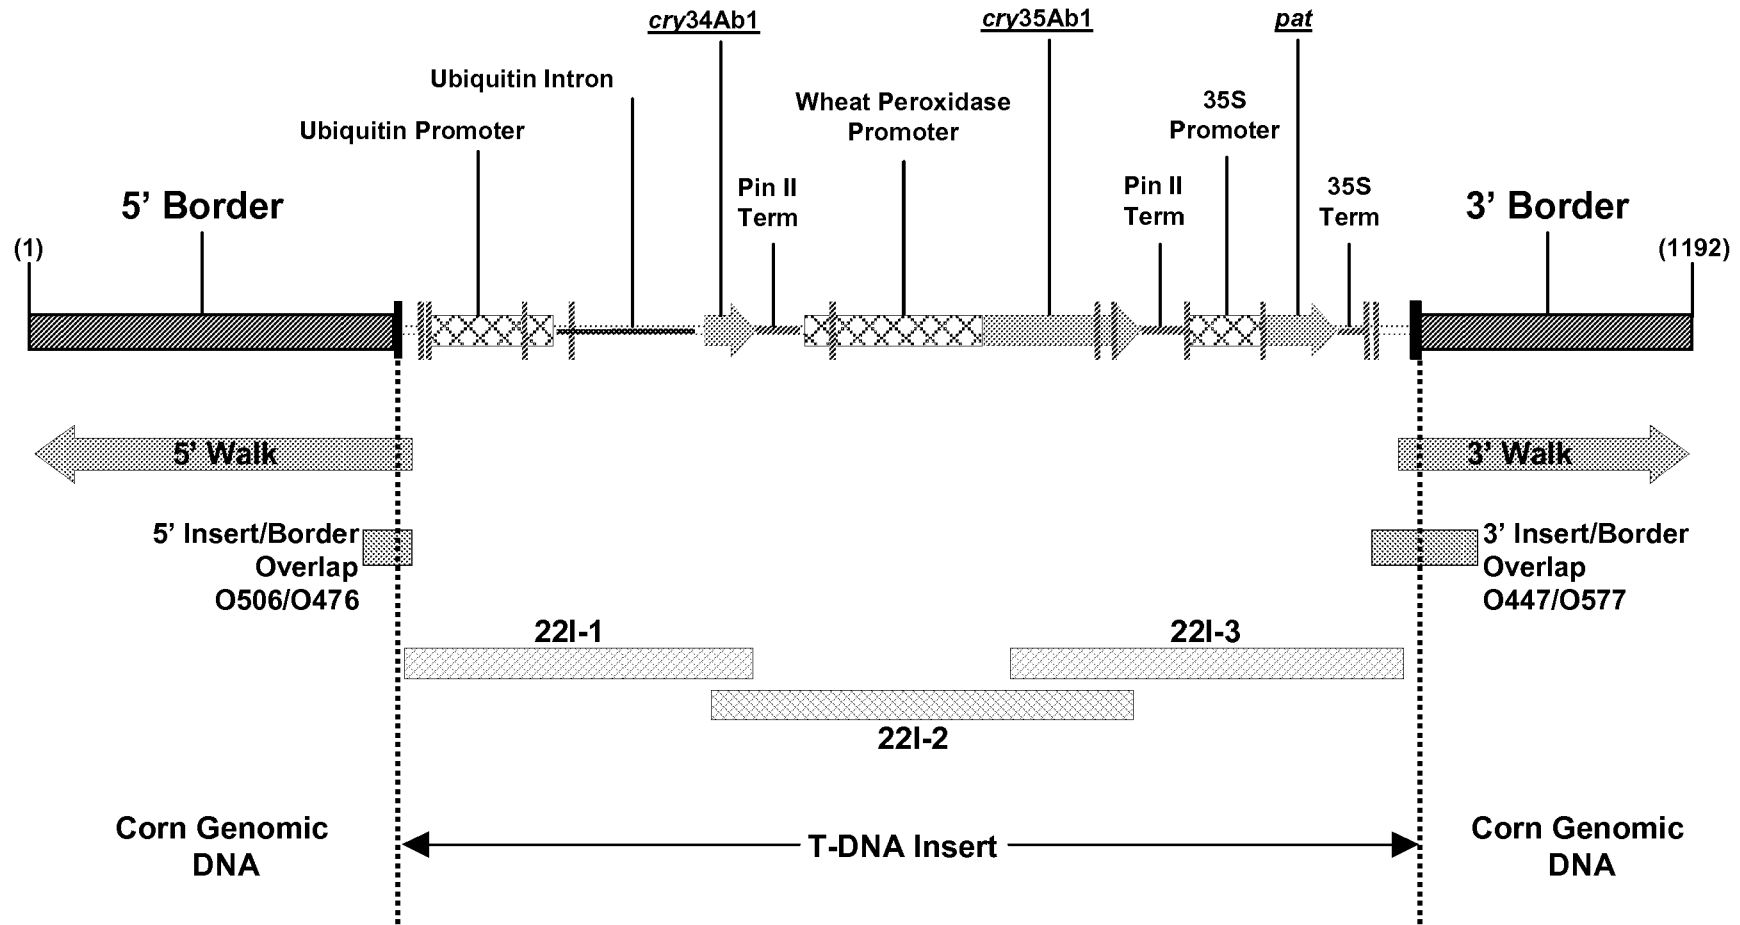 cry34Ab1
cry35Ab1
pat
Ubiquitin Intron
Wheat Peroxidase
Promoter
35S
Promoter
Ubiquitin Promoter
Pin II
Term
Pin II
Term
35S
Term
5’ Border
3’ Border
(1)
(1192)
5’ Walk
3’ Walk
5’ Insert/Border
Overlap
O506/O476
3’ Insert/Border
Overlap
O447/O577
22I-1
22I-3
22I-2
Corn Genomic
DNA
T-DNA Insert
Corn Genomic
DNA